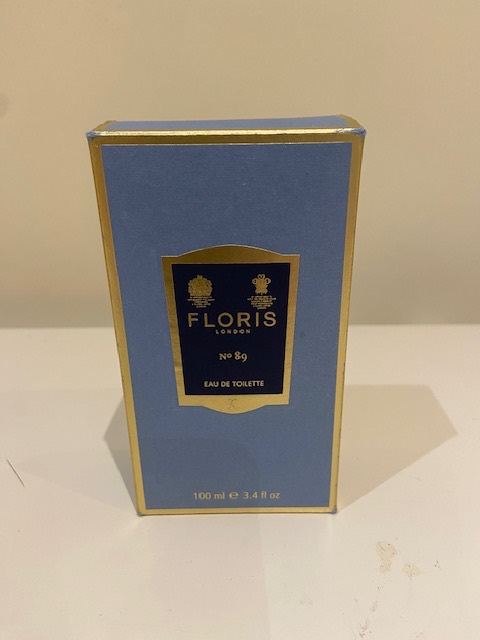 FLORIS
LONDON
Nº 89
EAU DE TOILETTE
100 ml ℮ 3.4 fl oz